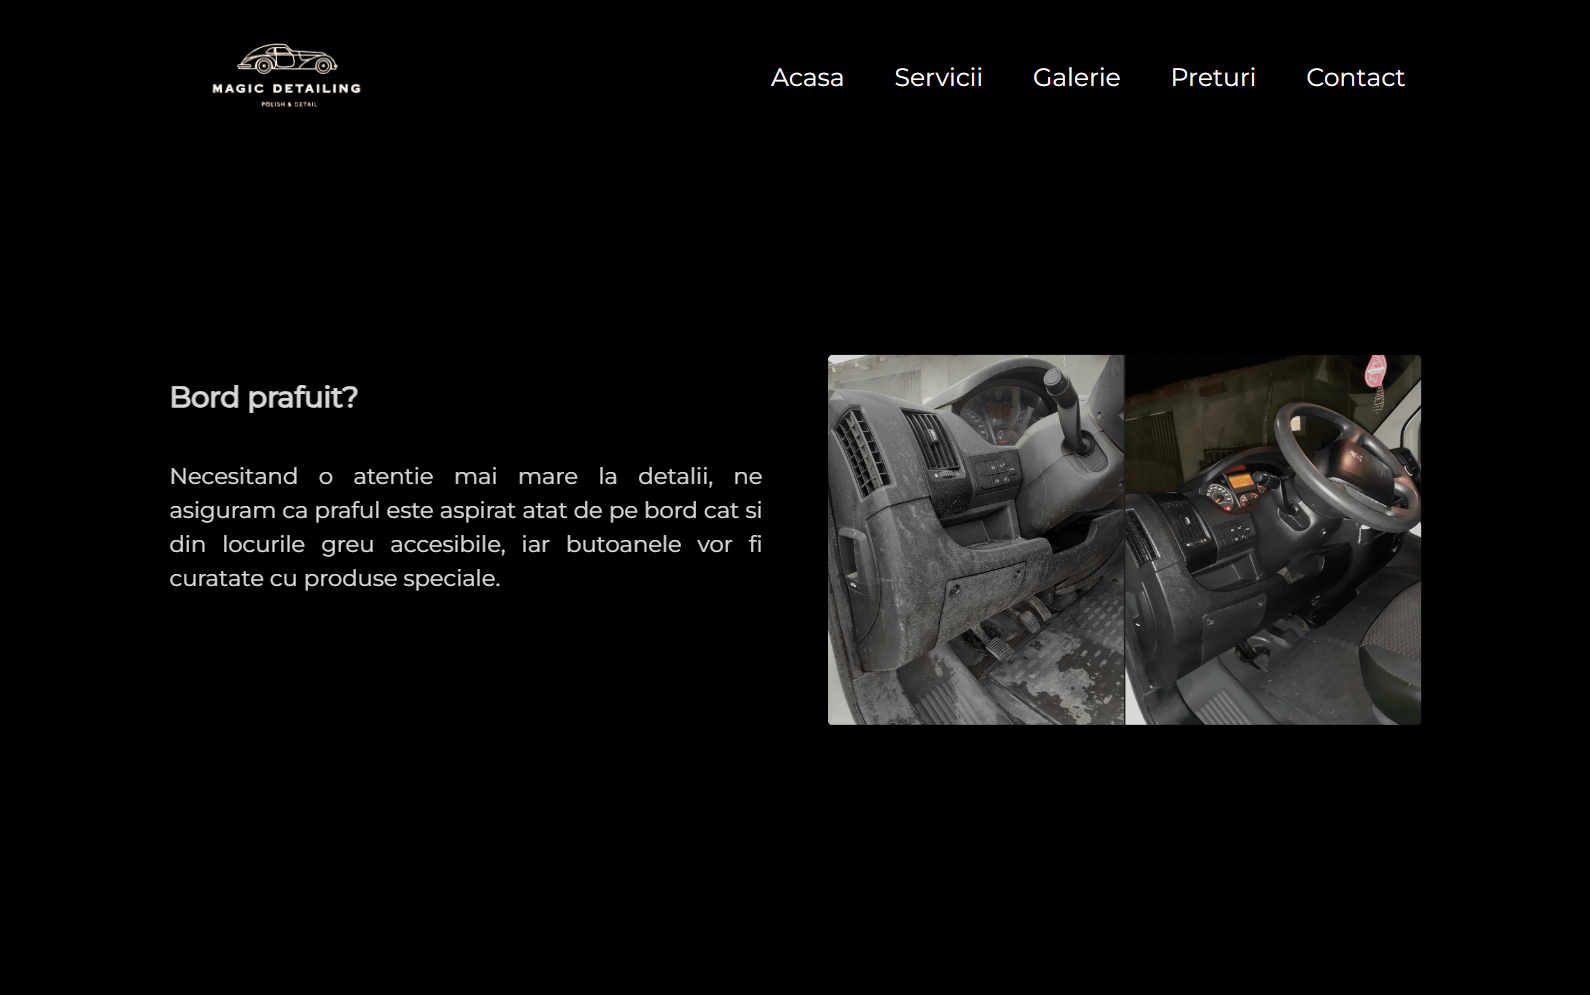 MAGIC DETAILING
POLISH & DETAIL
Acasa Servicii Galerie Preturi Contact
Bord prafuit?
Necesitand o atentie mai mare la detalii, ne
asiguram ca praful este aspirat atat de pe bord cat si
din locurile greu accesibile, iar butoanele vor fi
curatate cu produse speciale.